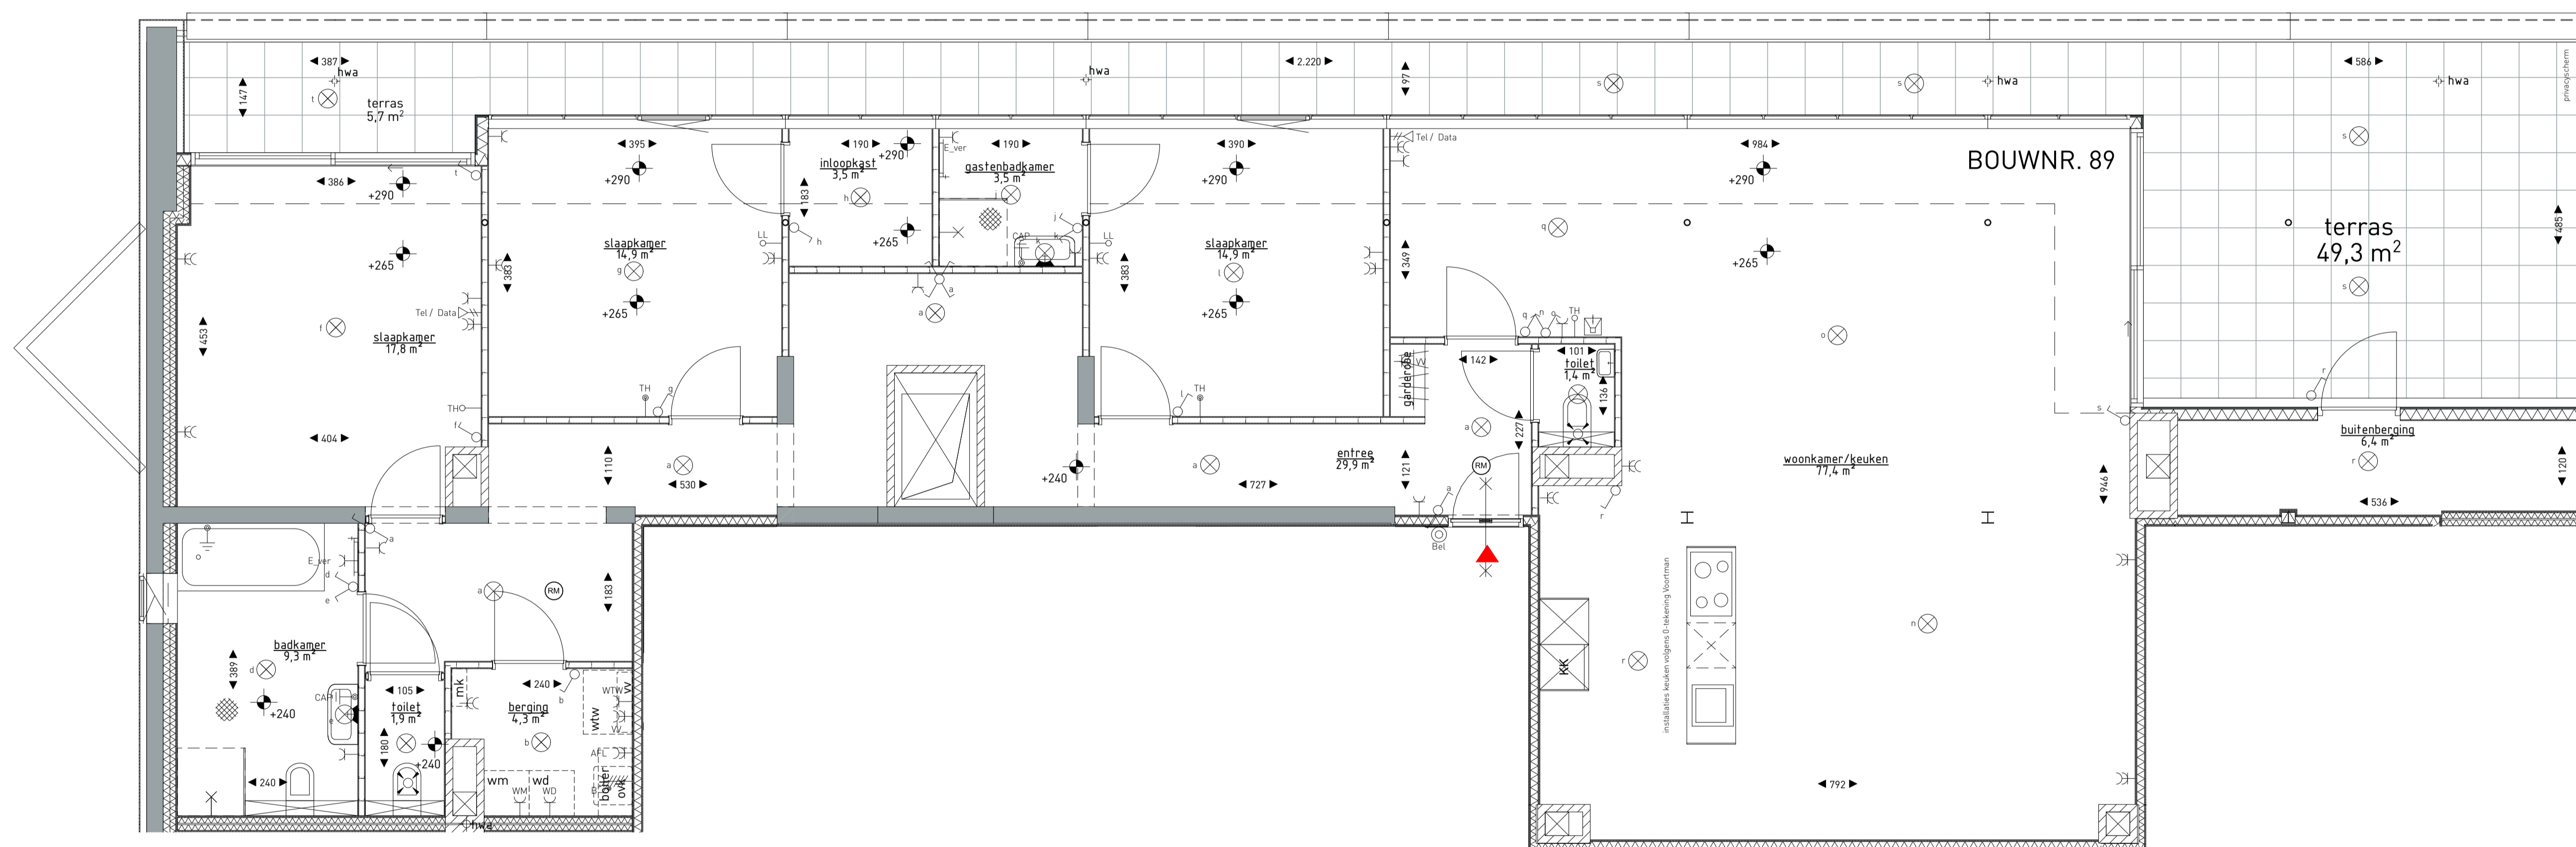 387
hwa
147
t
terras
5,7 m²
hwa
2.220
97
s
s
hwa
586
hwa
privacyscherm
BOUWNR. 89
395
+290
190
+290
inloopkast
3,5 m²
183
h
+265
h
E_ver
190
gastenbadkamer
3,5 m²
j
j
CAP
k
k
390
+290
Tel / Data
984
+290
s
386
+290
t
+265
LL
LL
q
terras
49,3 m²
485
slaapkamer
14,9 m²
g
383
+265
slaapkamer
14,9 m²
l
383
+265
349
+265
s
f
453
slaapkamer
17,8 m²
Tel / Data
a
a
q
n
o
TH
o
garderobe
142
101
toilet
1,4 m²
136
r
TH
g
l
TH
TH
f
404
s
227
a
buitenberging
6,4 m²
r
120
536
110
a
530
+240
a
727
entree
29,9 m²
121
RM
a
Bel
r
woonkamer/keuken
77,4 m²
946
a
E_ver
d
e
a
RM
183
installaties keuken volgens 0-tekening Voortman
n
badkamer
9,3 m²
d
389
+240
CAP
e
240
105
toilet
1,9 m²
180
+240
mk
240
b
berging
4,3 m²
b
WTW
wtw
W
AFL
boiler
wm
wd
WM
WD
hwa
r
KK
792